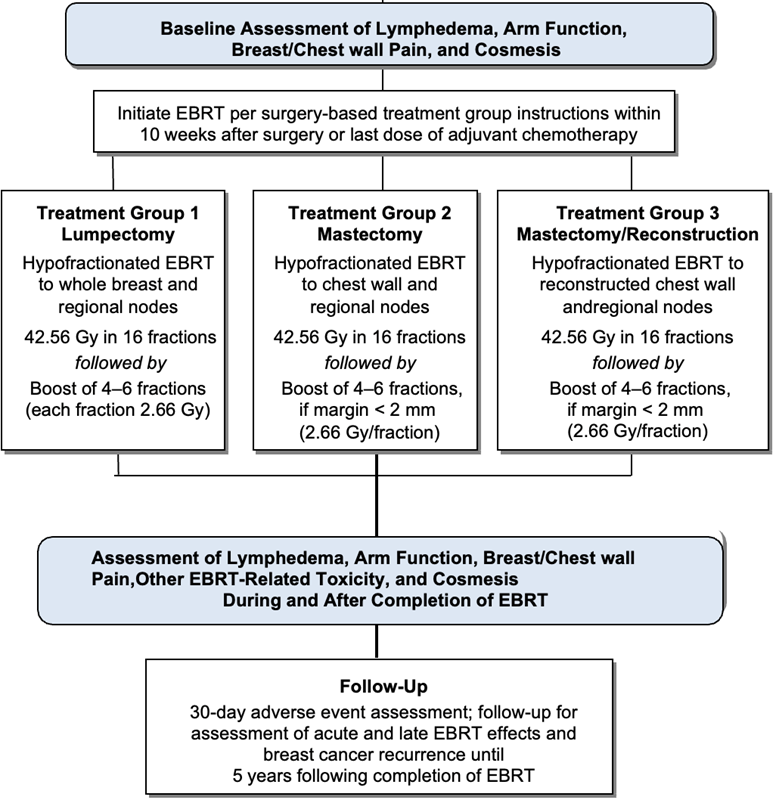 Baseline Assessment of Lymphedema, Arm Function,
Breast/Chest wall Pain, and Cosmesis
Initiate EBRT per surgery-based treatment group instructions within
10 weeks after surgery or last dose of adjuvant chemotherapy
Treatment Group 1
Lumpectomy
Hypofractionated EBRT
to whole breast and
regional nodes
42.56 Gy in 16 fractions
followed by
Boost of 4–6 fractions
(each fraction 2.66 Gy)
Treatment Group 2
Mastectomy
Hypofractionated EBRT
to chest wall and
regional nodes
42.56 Gy in 16 fractions
followed by
Boost of 4–6 fractions,
if margin < 2 mm
(2.66 Gy/fraction)
Treatment Group 3
Mastectomy/Reconstruction
Hypofractionated EBRT to
reconstructed chest wall
andregional nodes
42.56 Gy in 16 fractions
followed by
Boost of 4–6 fractions,
if margin < 2 mm
(2.66 Gy/fraction)
Assessment of Lymphedema, Arm Function, Breast/Chest wall
Pain,Other EBRT-Related Toxicity, and Cosmesis
During and After Completion of EBRT
Follow-Up
30-day adverse event assessment; follow-up for
assessment of acute and late EBRT effects and
breast cancer recurrence until
5 years following completion of EBRT